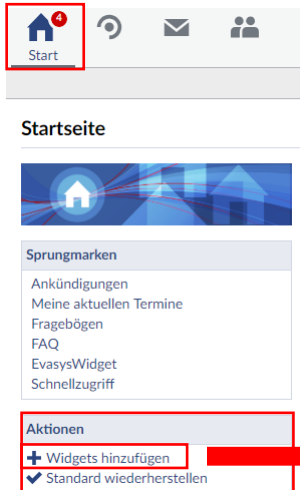 4
Start
Startseite
Sprungmarken
Ankündigungen
Meine aktuellen Termine
Fragebögen
FAQ
EvasysWidget
Schnellzugriff
Aktionen
Widgets hinzufügen
Standard wiederherstellen